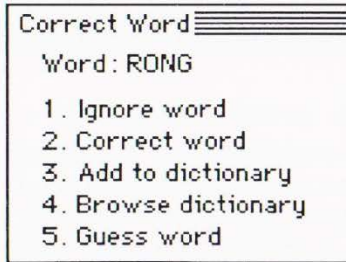 Correct Word
Word: RONG
1. Ignore word
2. Correct word
3. Add to dictionary
4. Browse dictionary
5. Guess word